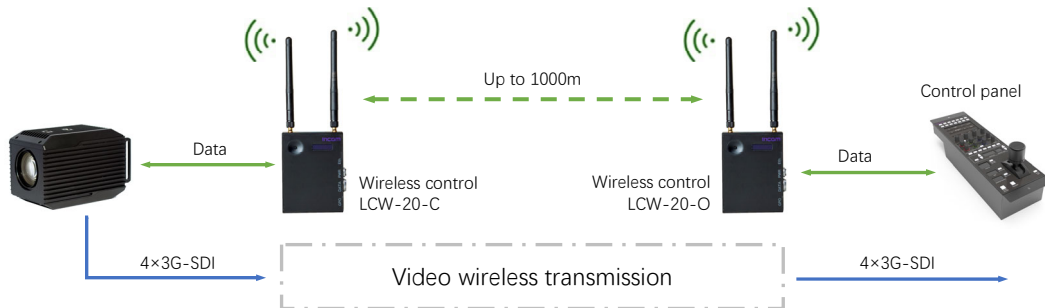 Up to 1000m
Control panel
Data
Data
Wireless control
LCW-20-C
Wireless control
LCW-20-O
4×3G-SDI
Video wireless transmission
4×3G-SDI